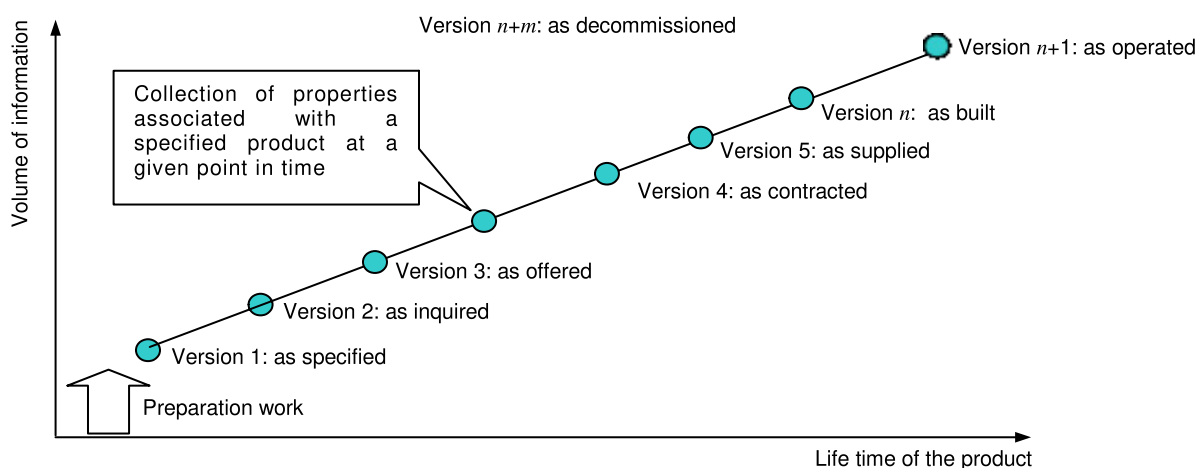 Version n+m: as decommissioned
Version n+1: as operated
Volume of information
Collection of properties
associated with a
specified product at a
given point in time
Version n: as built
Version 5: as supplied
Version 4: as contracted
Version 3: as offered
Version 2: as inquired
Version 1: as specified
Preparation work
Life time of the product